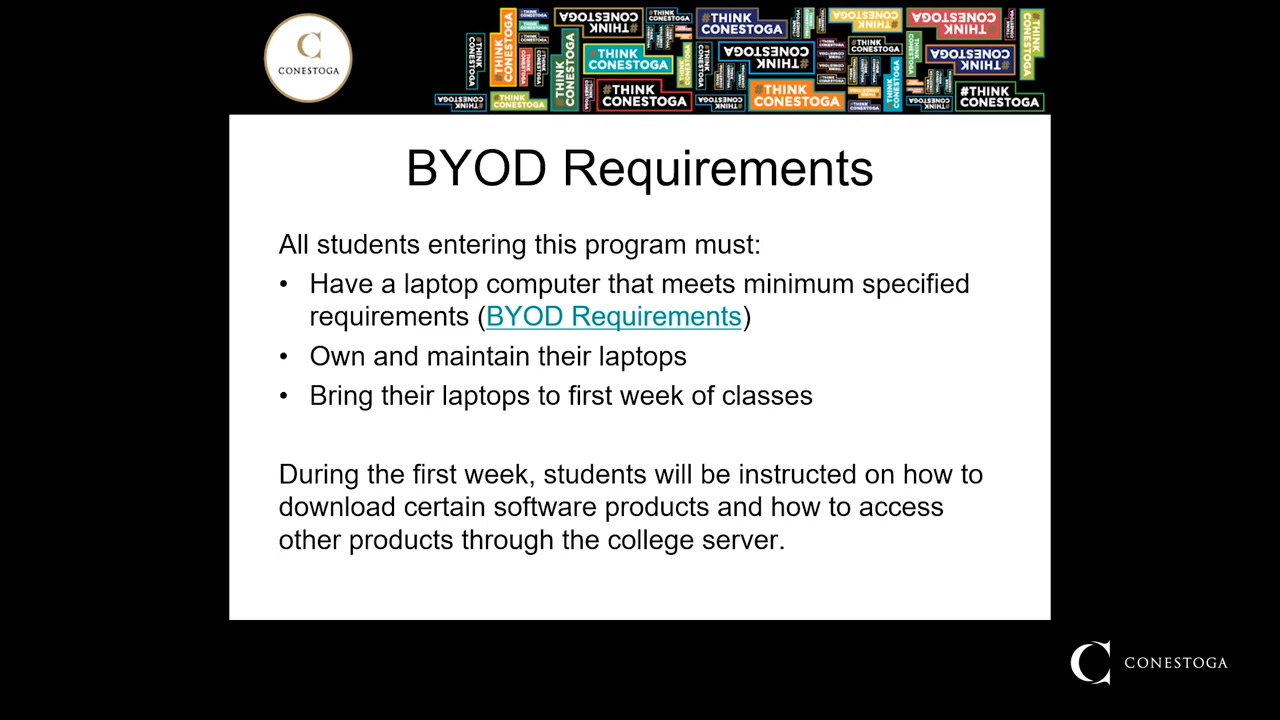 C
CONESTOGA
#THINK CONESTOGA
BYOD Requirements
All students entering this program must:
• Have a laptop computer that meets minimum specified
requirements (BYOD Requirements)
• Own and maintain their laptops
• Bring their laptops to first week of classes
During the first week, students will be instructed on how to
download certain software products and how to access
other products through the college server.
C CONESTOGA